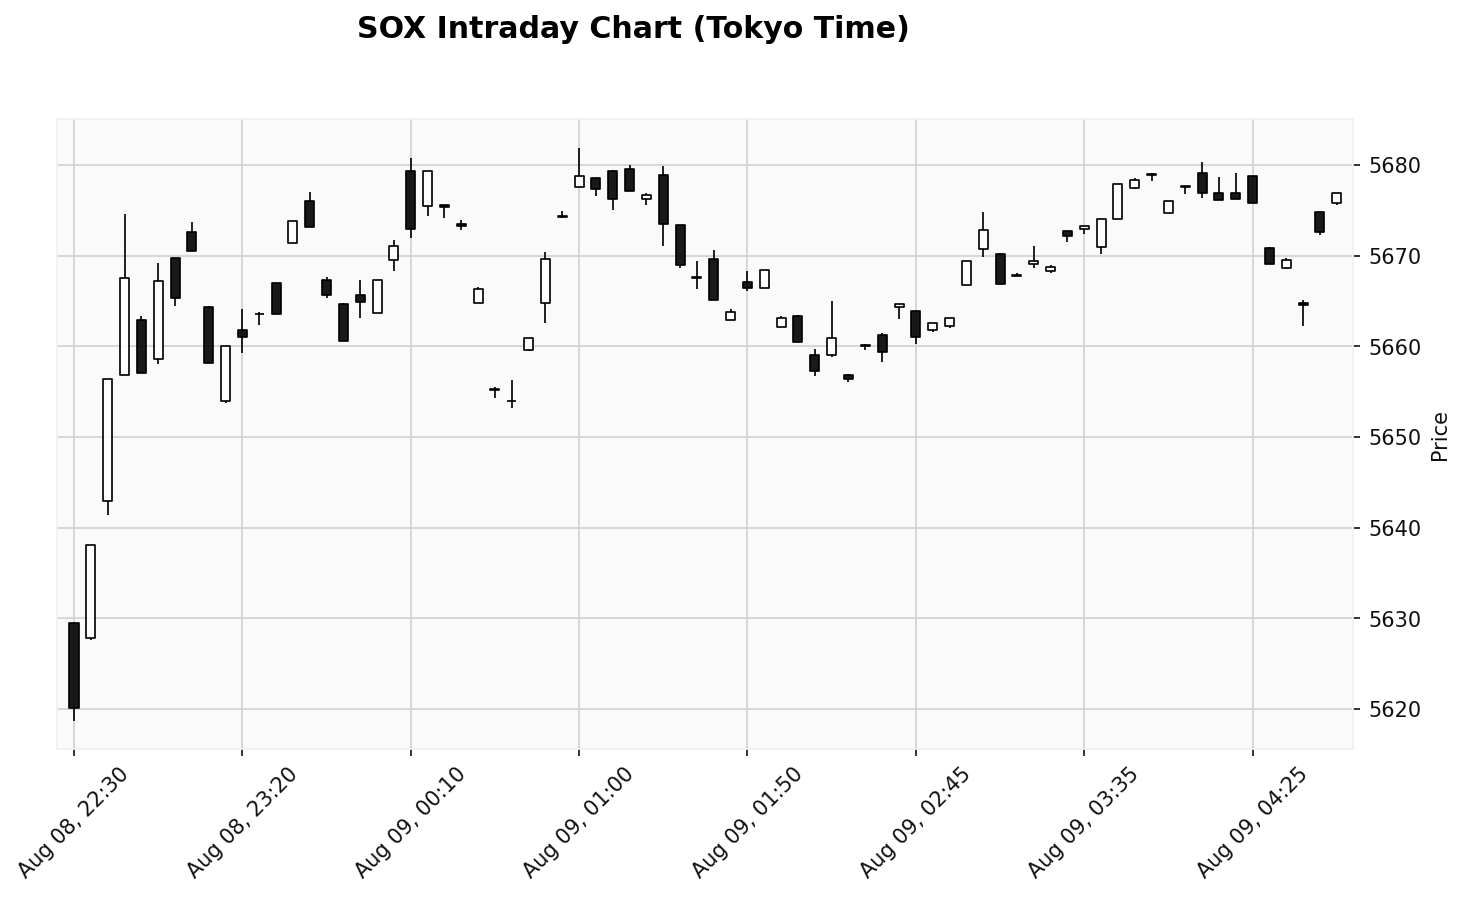 SOX Intraday Chart (Tokyo Time)
5680
5670
5660
5650
5640
5630
5620
Price
Aug 08, 22:30
Aug 08, 23:20
Aug 09, 00:10
Aug 09, 01:00
Aug 09, 01:50
Aug 09, 02:45
Aug 09, 03:35
Aug 09, 04:25